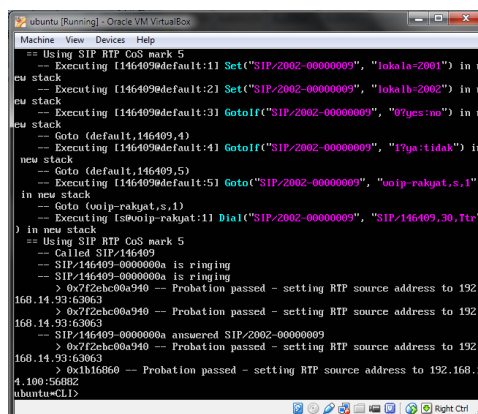 ubuntu [Running] - Oracle VM VirtualBox
Machine View Devices Help
== Using SIP RTP CoS mark 5
-- Executing [146409@default:1] Set("SIP/2002-00000009", "lokala=2001") in n
ew stack
-- Executing [146409@default:2] Set("SIP/2002-00000009", "lokalb=2002") in n
ew stack
-- Executing [146409@default:3] GotoIf("SIP/2002-00000009", "0?yes:no") in n
ew stack
-- Goto (default,146409,4)
-- Executing [146409@default:4] GotoIf("SIP/2002-00000009", "1?ya:tidak") in
new stack
-- Goto (default,146409,5)
-- Executing [146409@default:5] Goto("SIP/2002-00000009", "voip-rakyat,s,1"
in new stack
-- Goto (voip-rakyat,s,1)
-- Executing [s@voip-rakyat:1] Dial("SIP/2002-00000009", "SIP/146409,30,Ttr"
) in new stack
== Using SIP RTP CoS mark 5
-- Called SIP/146409
-- SIP/146409-0000000a is ringing
-- SIP/146409-0000000a is ringing
> 0x7f2ebc00a940 -- Probation passed - setting RTP source address to 192
168.14.93:63063
> 0x7f2ebc00a940 -- Probation passed - setting RTP source address to 192
168.14.93:63063
-- SIP/146409-0000000a answered SIP/2002-00000009
> 0x7f2ebc00a940 -- Probation passed - setting RTP source address to 192
168.14.93:63063
> 0x1b16860 -- Probation passed - setting RTP source address to 192.168.
4.100:56882
ubuntu*CLI>
Right Ctrl